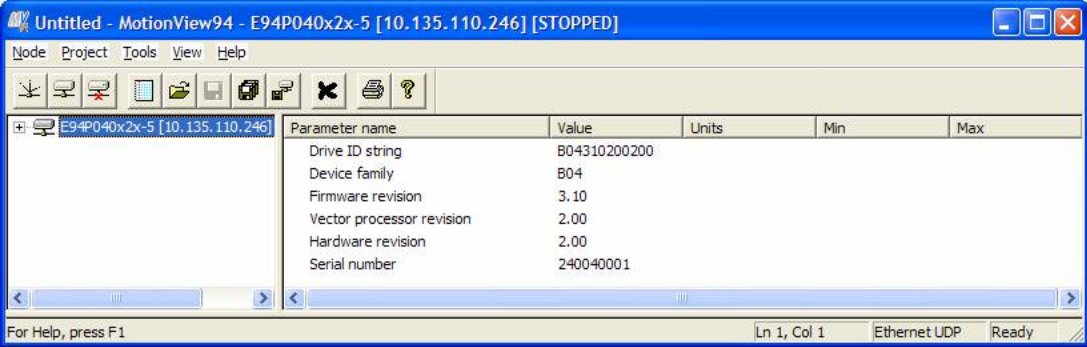 Untitled - MotionView94 - E94P040x2x-5 [10.135.110.246] [STOPPED]
Node Project Tools View Help
E94P040x2x-5 [10.135.110.246]
Parameter name Value Units Min Max
Drive ID string B04310200200
Device family B04
Firmware revision 3.10
Vector processor revision 2.00
Hardware revision 2.00
Serial number 240040001
For Help, press F1 Ln 1, Col 1 Ethernet UDP Ready